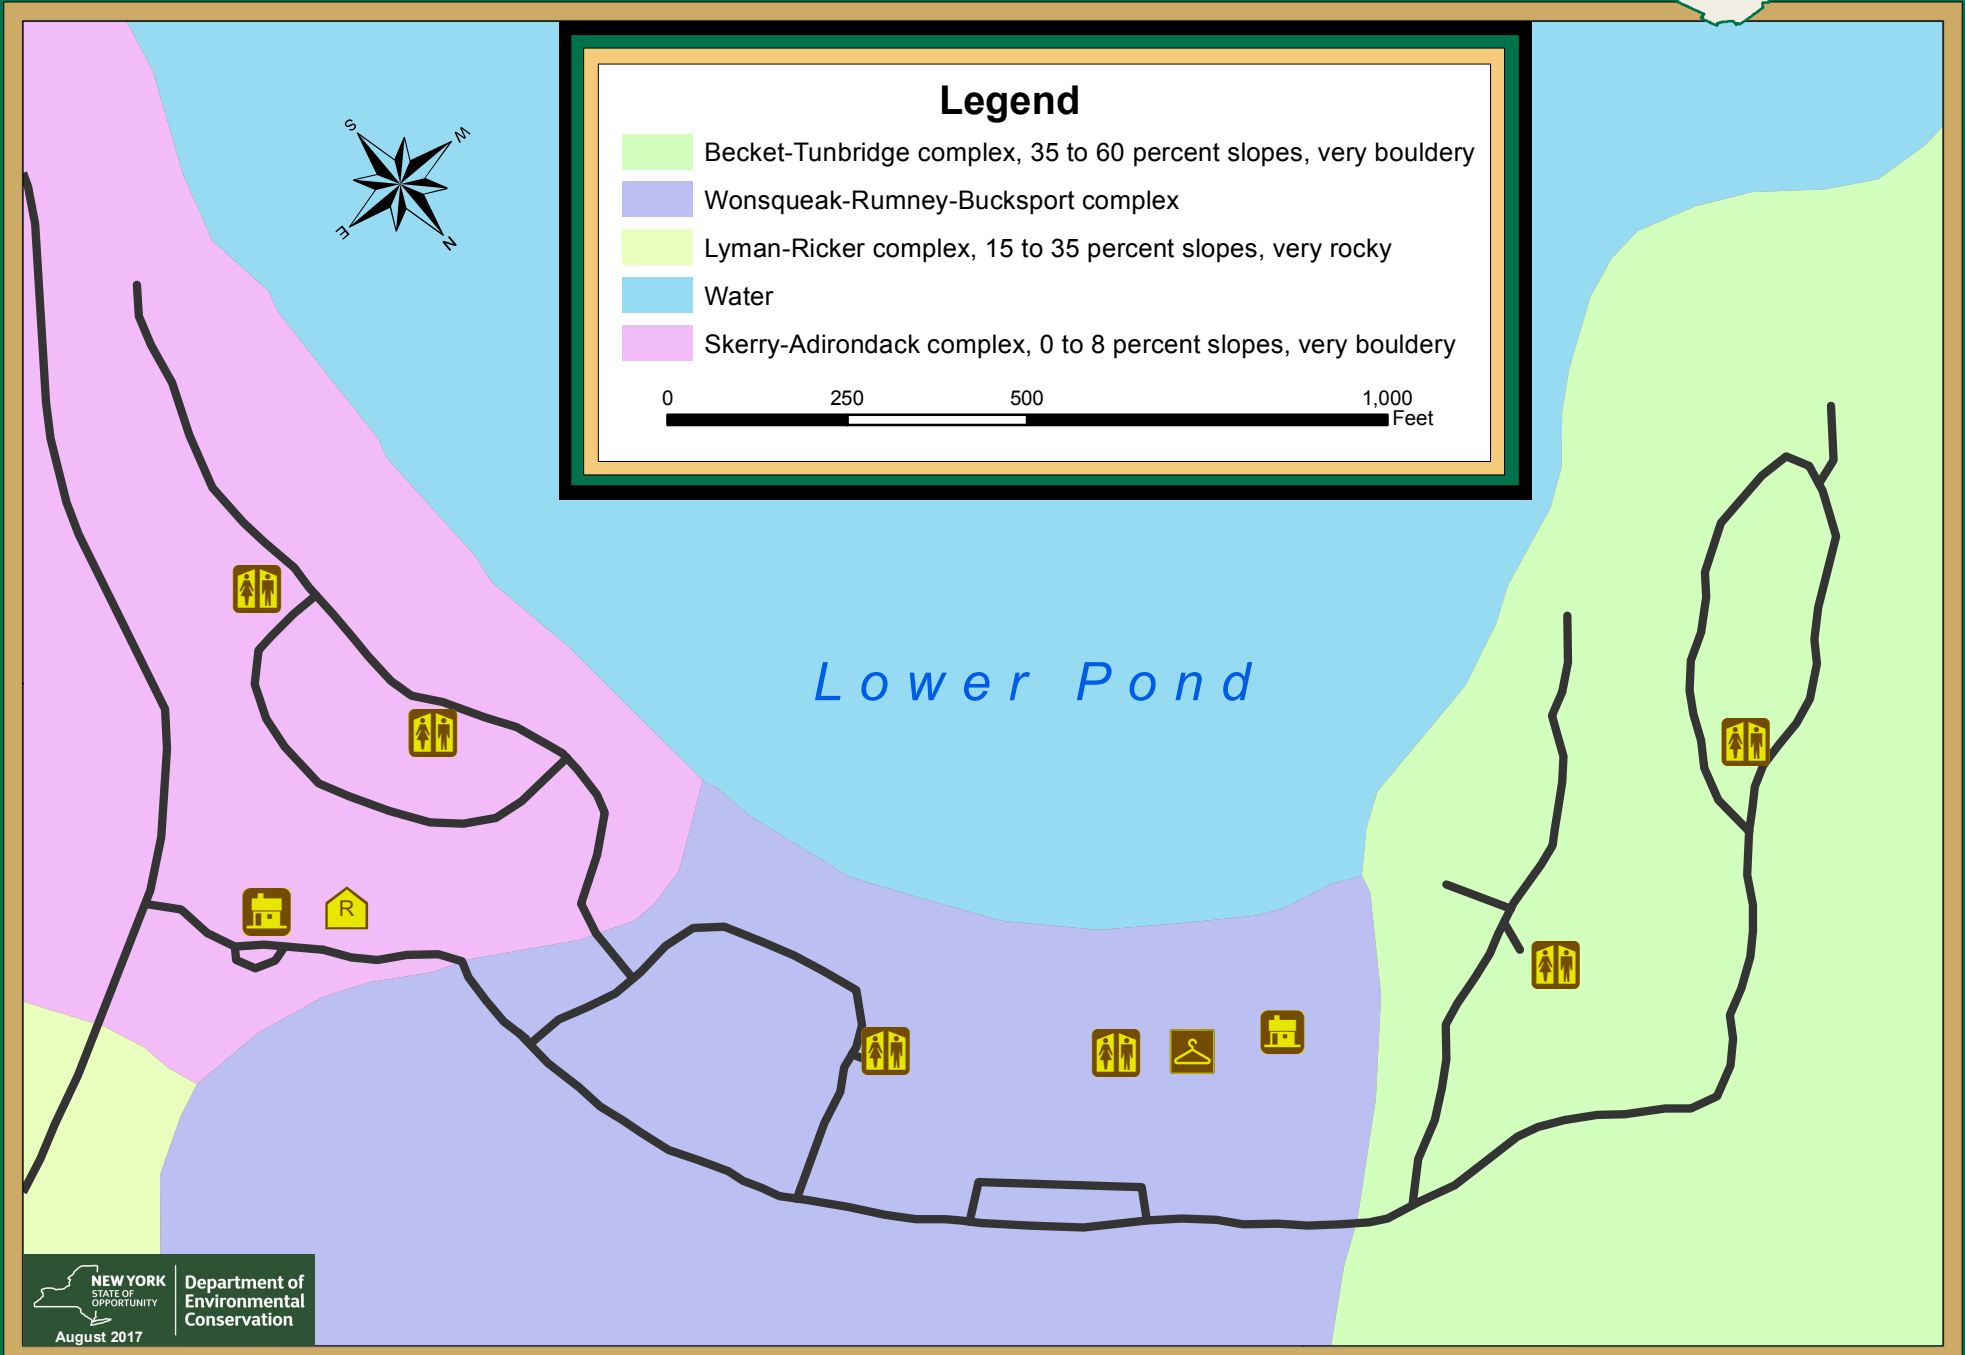 Legend
Becket-Tunbridge complex, 35 to 60 percent slopes, very bouldery
Wonsqueak-Rumney-Bucksport complex
Lyman-Ricker complex, 15 to 35 percent slopes, very rocky
Water
Skerry-Adirondack complex, 0 to 8 percent slopes, very bouldery
0 250 500 1,000
Feet
S
W
E
N
Lower Pond
R
NEW YORK
STATE OF
OPPORTUNITY
Department of
Environmental
Conservation
August 2017